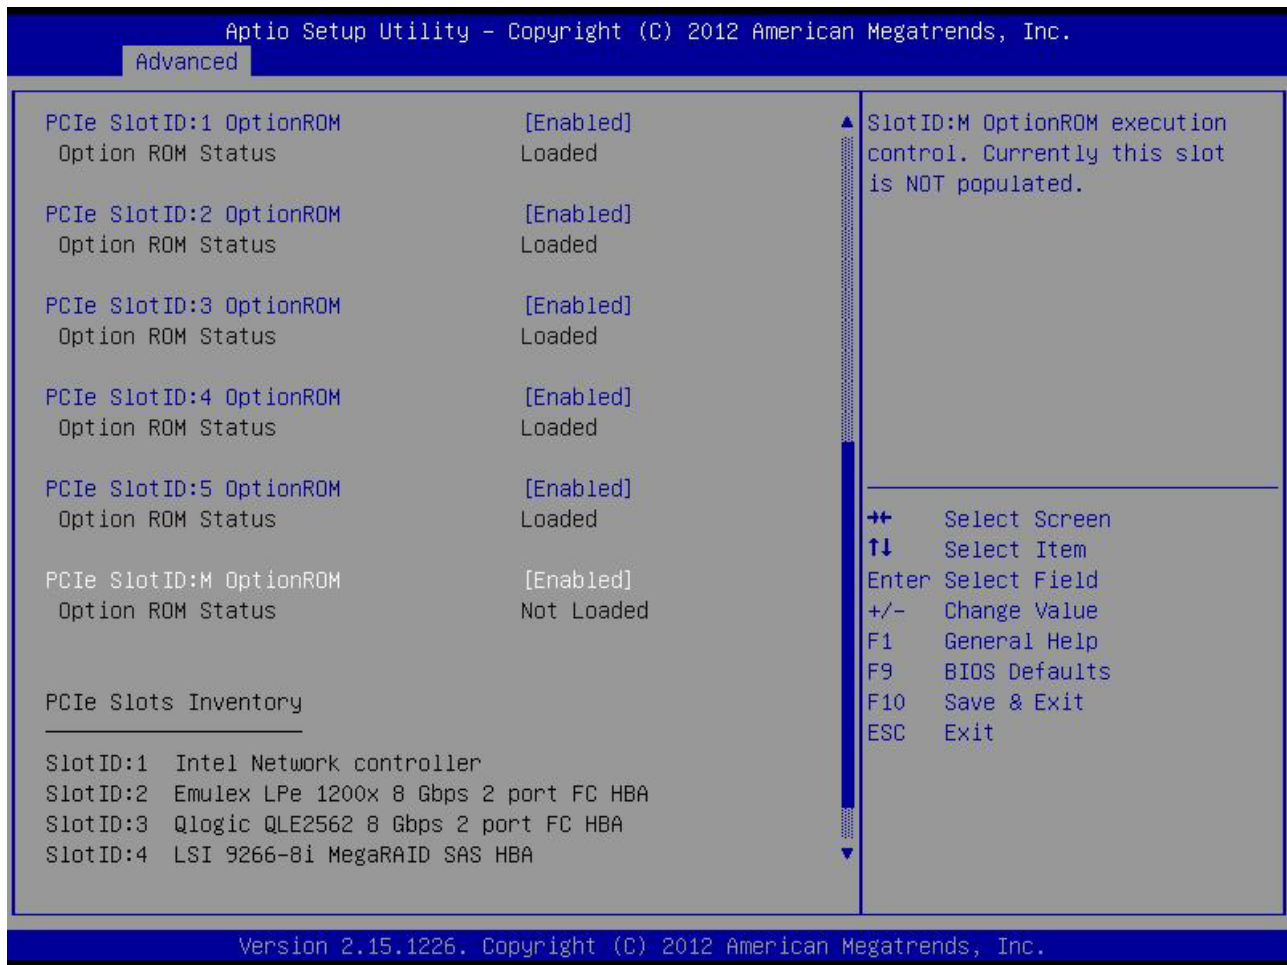 Aptio Setup Utility – Copyright (C) 2012 American Megatrends, Inc.
Advanced
PCIe SlotID:1 OptionROM [Enabled]
Option ROM Status Loaded
PCIe SlotID:2 OptionROM [Enabled]
Option ROM Status Loaded
PCIe SlotID:3 OptionROM [Enabled]
Option ROM Status Loaded
PCIe SlotID:4 OptionROM [Enabled]
Option ROM Status Loaded
PCIe SlotID:5 OptionROM [Enabled]
Option ROM Status Loaded
PCIe SlotID:M OptionROM [Enabled]
Option ROM Status Not Loaded
PCIe Slots Inventory
SlotID:1 Intel Network controller
SlotID:2 Emulex LPe 1200x 8 Gbps 2 port FC HBA
SlotID:3 Qlogic QLE2562 8 Gbps 2 port FC HBA
SlotID:4 LSI 9266-8i MegaRAID SAS HBA
SlotID:M OptionROM execution
control. Currently this slot
is NOT populated.
→← Select Screen
↑↓ Select Item
Enter Select Field
+/- Change Value
F1 General Help
F9 BIOS Defaults
F10 Save & Exit
ESC Exit
Version 2.15.1226. Copyright (C) 2012 American Megatrends, Inc.